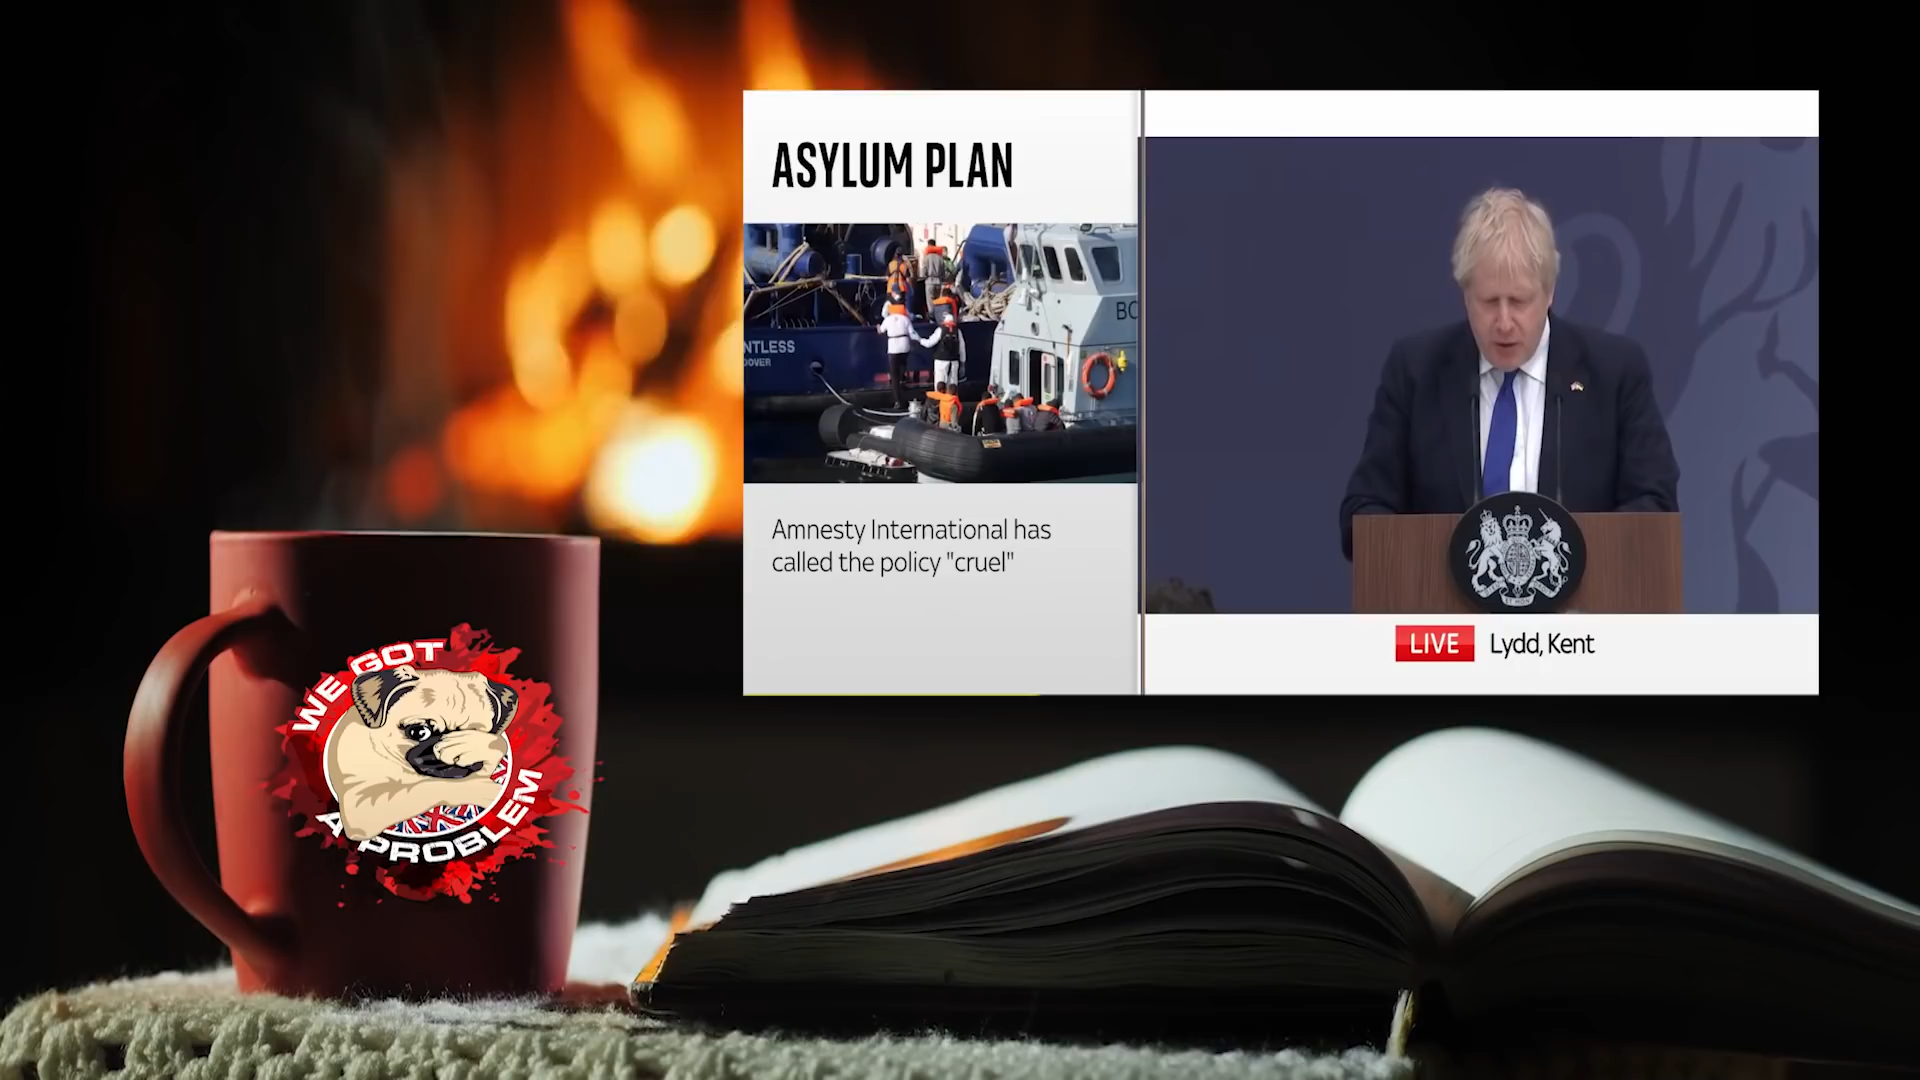 ASYLUM PLAN
NTLESS
DOVER
BO
Amnesty International has
called the policy "cruel"
LIVE Lydd, Kent
WE GOT
A PROBLEM